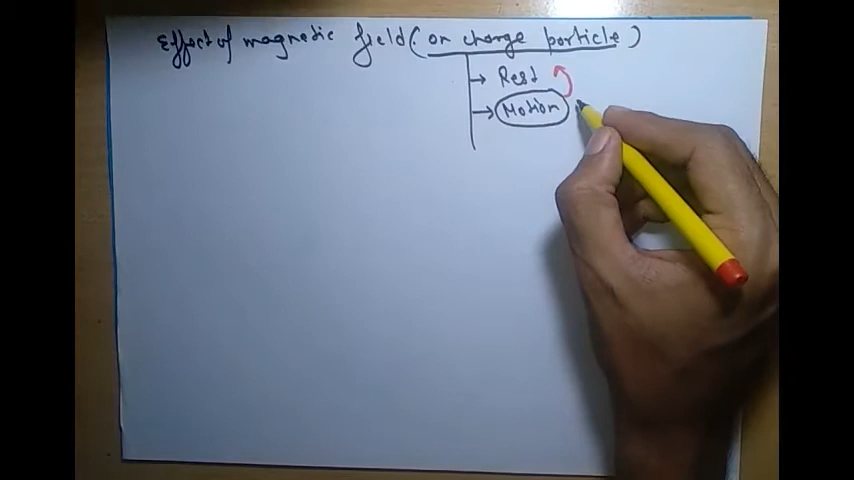 Effect of magnetic field (on charge particle)
→ Rest
→ Motion